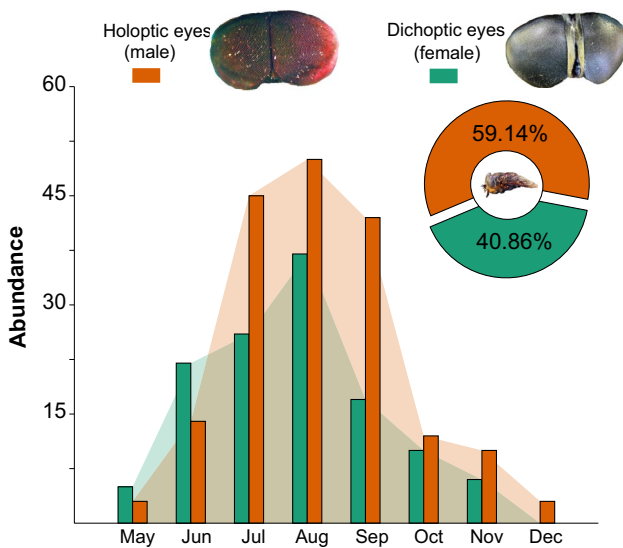 Holoptic eyes
(male)
Dichoptic eyes
(female)
59.14%
40.86%
Abundance
60
45
30
15
May Jun Jul Aug Sep Oct Nov Dec